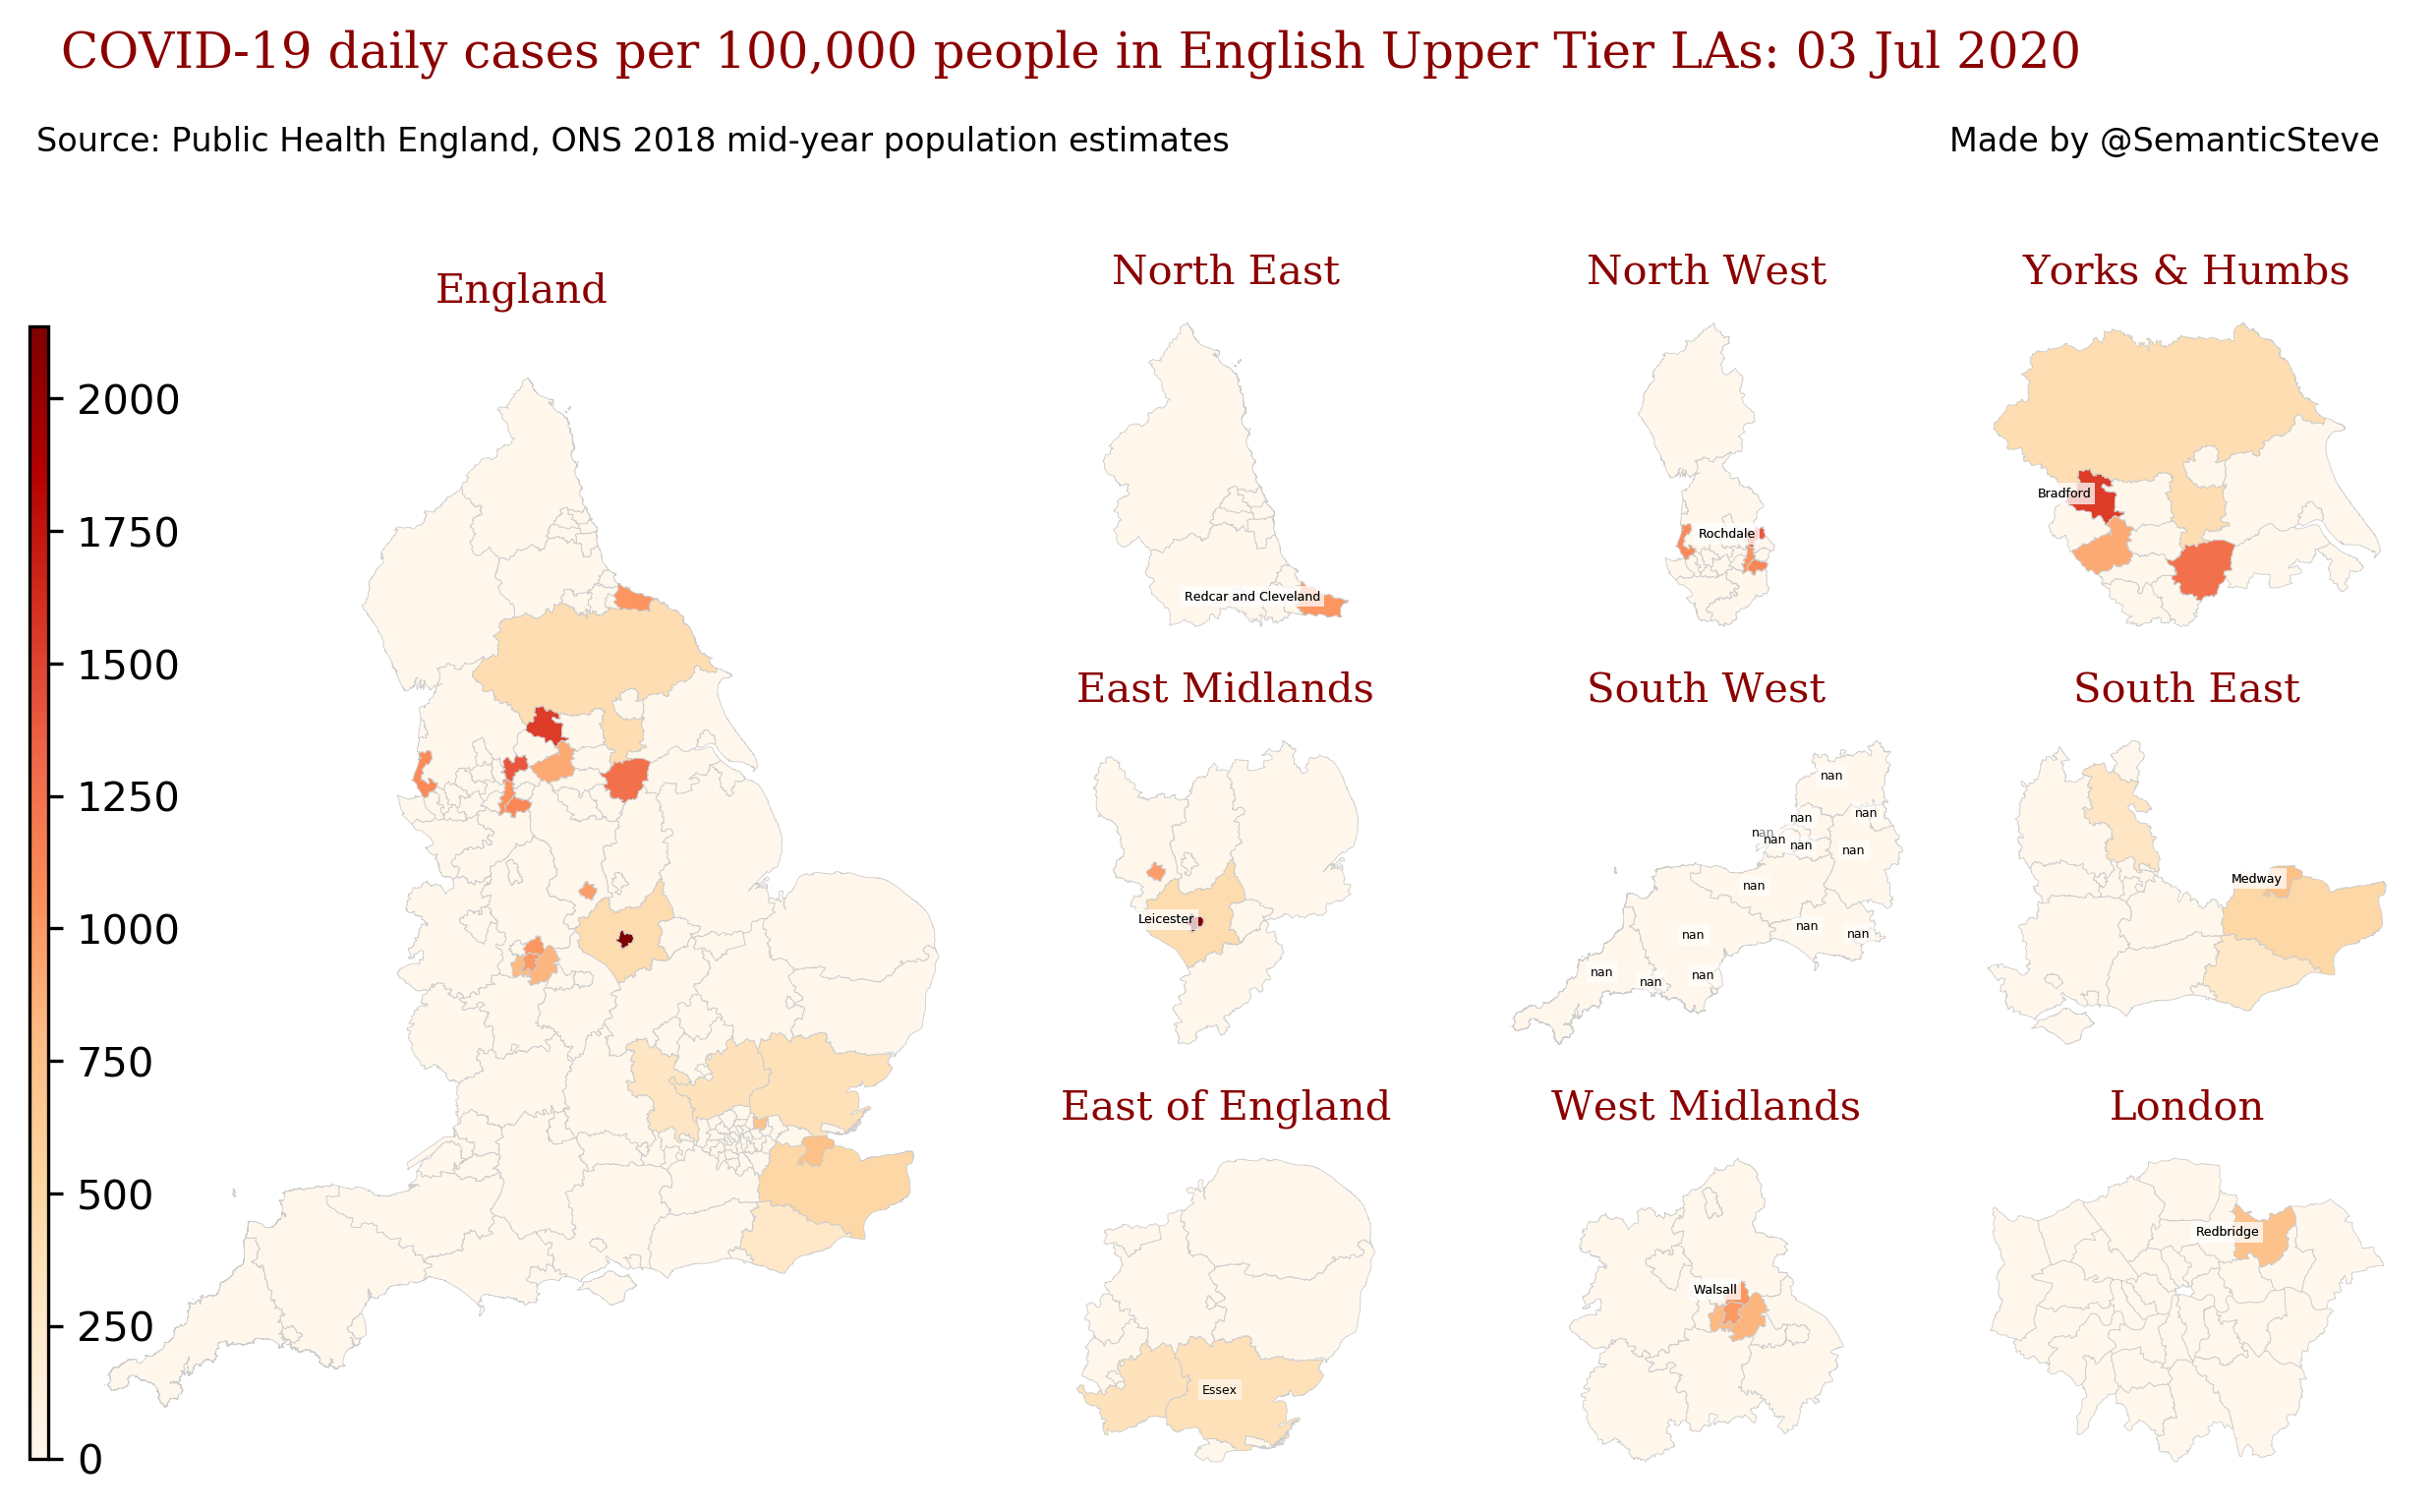 COVID-19 daily cases per 100,000 people in English Upper Tier LAs: 03 Jul 2020
Source: Public Health England, ONS 2018 mid-year population estimates
Made by @SemanticSteve
England
2000
1750
1500
1250
1000
750
500
250
0
North East
Redcar and Cleveland
North West
Rochdale
Yorks & Humbs
Bradford
East Midlands
Leicester
South West
nan
nan
nan
nan
nan
nan
nan
nan
nan
nan
nan
nan
nan
nan
South East
Medway
East of England
Essex
West Midlands
Walsall
London
Redbridge